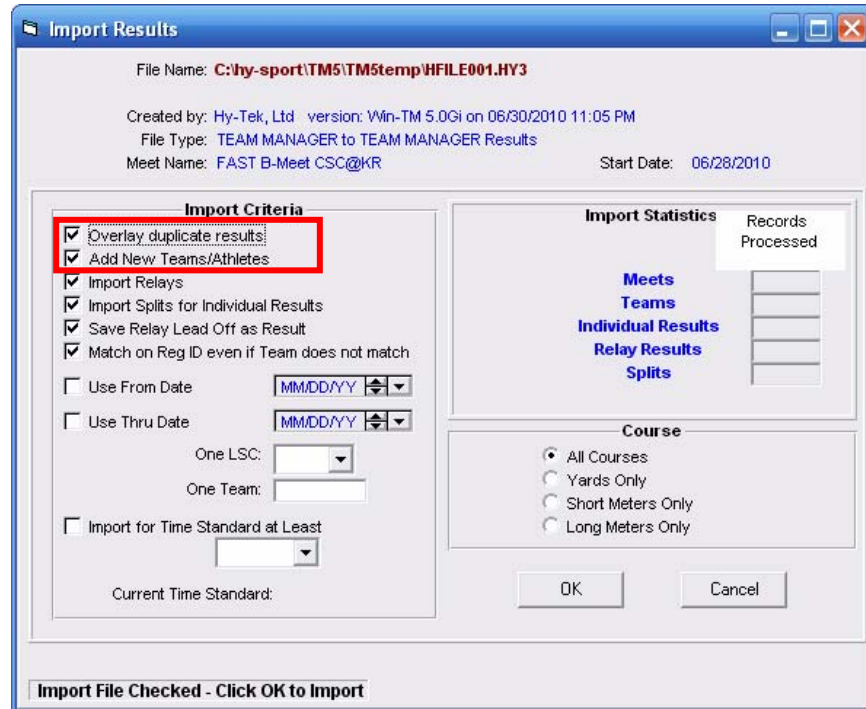 Import Results
File Name: C:\hy-sport\TM5\TM5temp\HFILE001.HY3
Created by: Hy-Tek, Ltd version: Win-TM 5.0Gi on 06/30/2010 11:05 PM
File Type: TEAM MANAGER to TEAM MANAGER Results
Meet Name: FAST B-Meet CSC@KR Start Date: 06/28/2010
Import Criteria
Overlay duplicate results
Add New Teams/Athletes
Import Relays
Import Splits for Individual Results
Save Relay Lead Off as Result
Match on Reg ID even if Team does not match
Use From Date MM/DD/YY
Use Thru Date MM/DD/YY
One LSC:
One Team:
Import for Time Standard at Least
Current Time Standard:
Import Statistics
Records
Processed
Meets
Teams
Individual Results
Relay Results
Splits
Course
All Courses
Yards Only
Short Meters Only
Long Meters Only
OK Cancel
Import File Checked - Click OK to Import